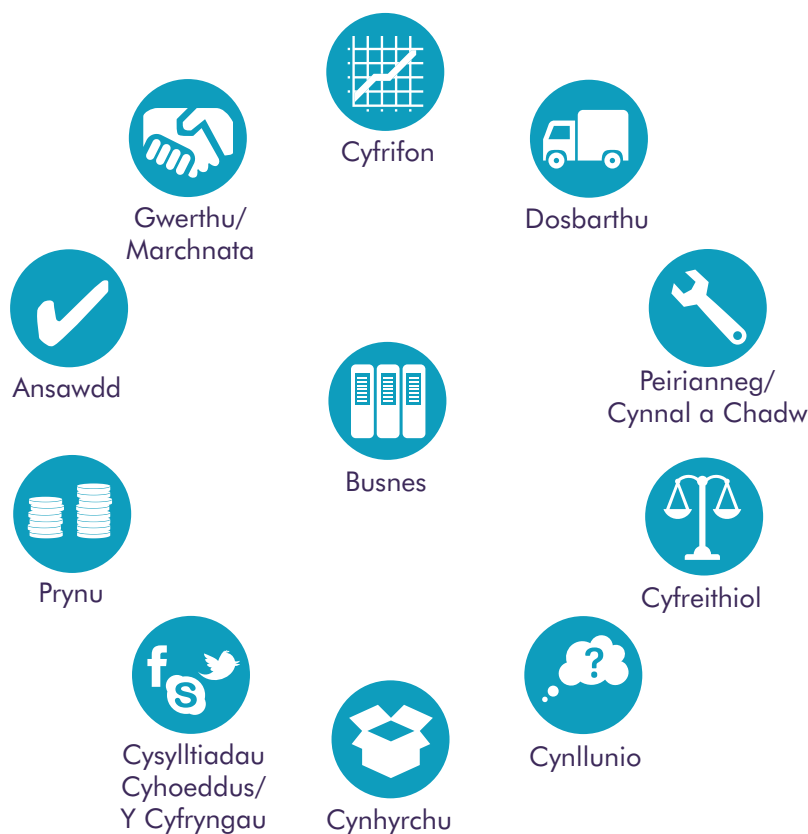 Cyfrifon
Dosbarthu
Peirianneg/
Cynnal a Chadw
Cyfreithiol
?
Cynllunio
Cynhyrchu
f
S
Cysylltiadau
Cyhoeddus/
Y Cyfryngau
Prynu
Ansawdd
Gwerthu/
Marchnata
Busnes